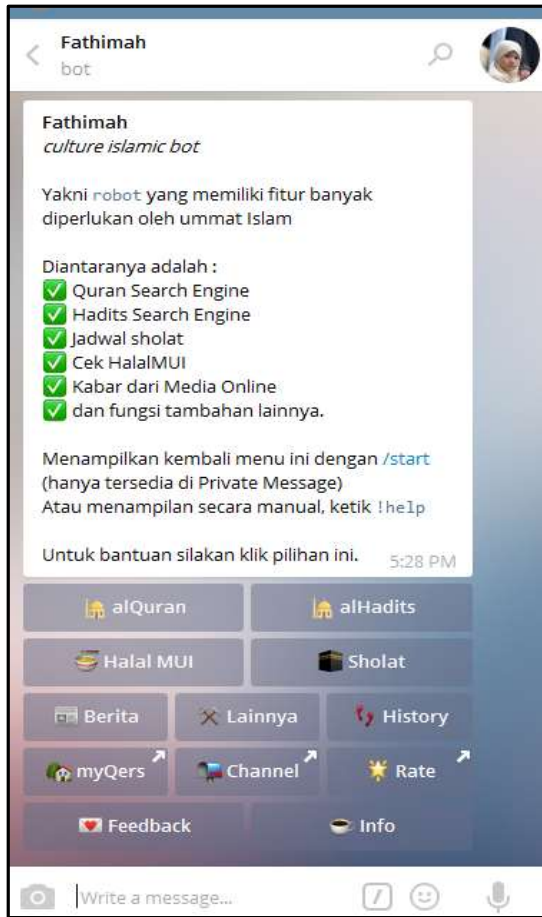 Fathimah
bot
Fathimah
culture islamic bot
Yakni robot yang memiliki fitur banyak
diperlukan oleh ummat Islam
Diantaranya adalah :
✅ Quran Search Engine
✅ Hadits Search Engine
✅ Jadwal sholat
✅ Cek HalalMUI
✅ Kabar dari Media Online
✅ dan fungsi tambahan lainnya.
Menampilkan kembali menu ini dengan /start
(hanya tersedia di Private Message)
Atau menampilan secara manual, ketik !help
Untuk bantuan silakan klik pilihan ini. 5:28 PM
alQuran alHadits
Halal MUI Sholat
Berita Lainnya History
myQers Channel Rate
Feedback Info
Write a message...